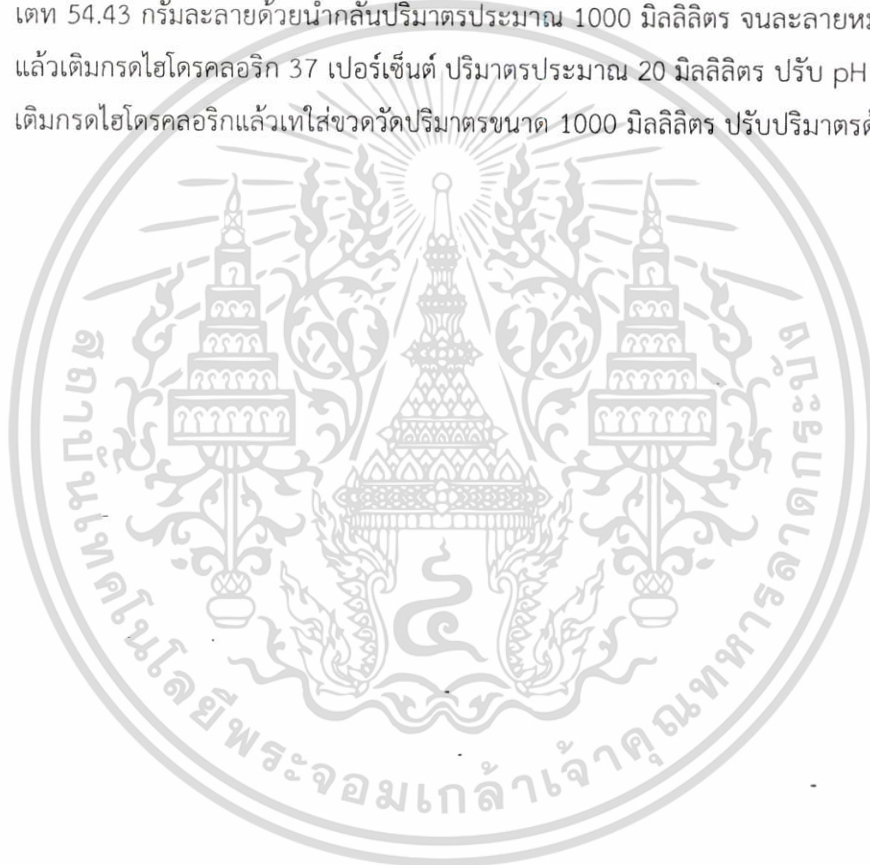 เตท 54.43 กรัมละลายด้วยน้ำกลั่นปริมาตรประมาณ 1000 มิลลิลิตร จนละลายหม
แล้วเติมกรดไฮโดรคลอริก 37 เปอร์เซ็นต์ ปริมาตรประมาณ 20 มิลลิลิตร ปรับ pH
เติมกรดไฮโดรคลอริกแล้วเทใส่ขวดวัดปริมาตรขนาด 1000 มิลลิลิตร ปรับปริมาตรด้
สถาบันเทคโนโลยีพระจอมเกล้าเจ้าคุณทหารลาดกระบัง
๔